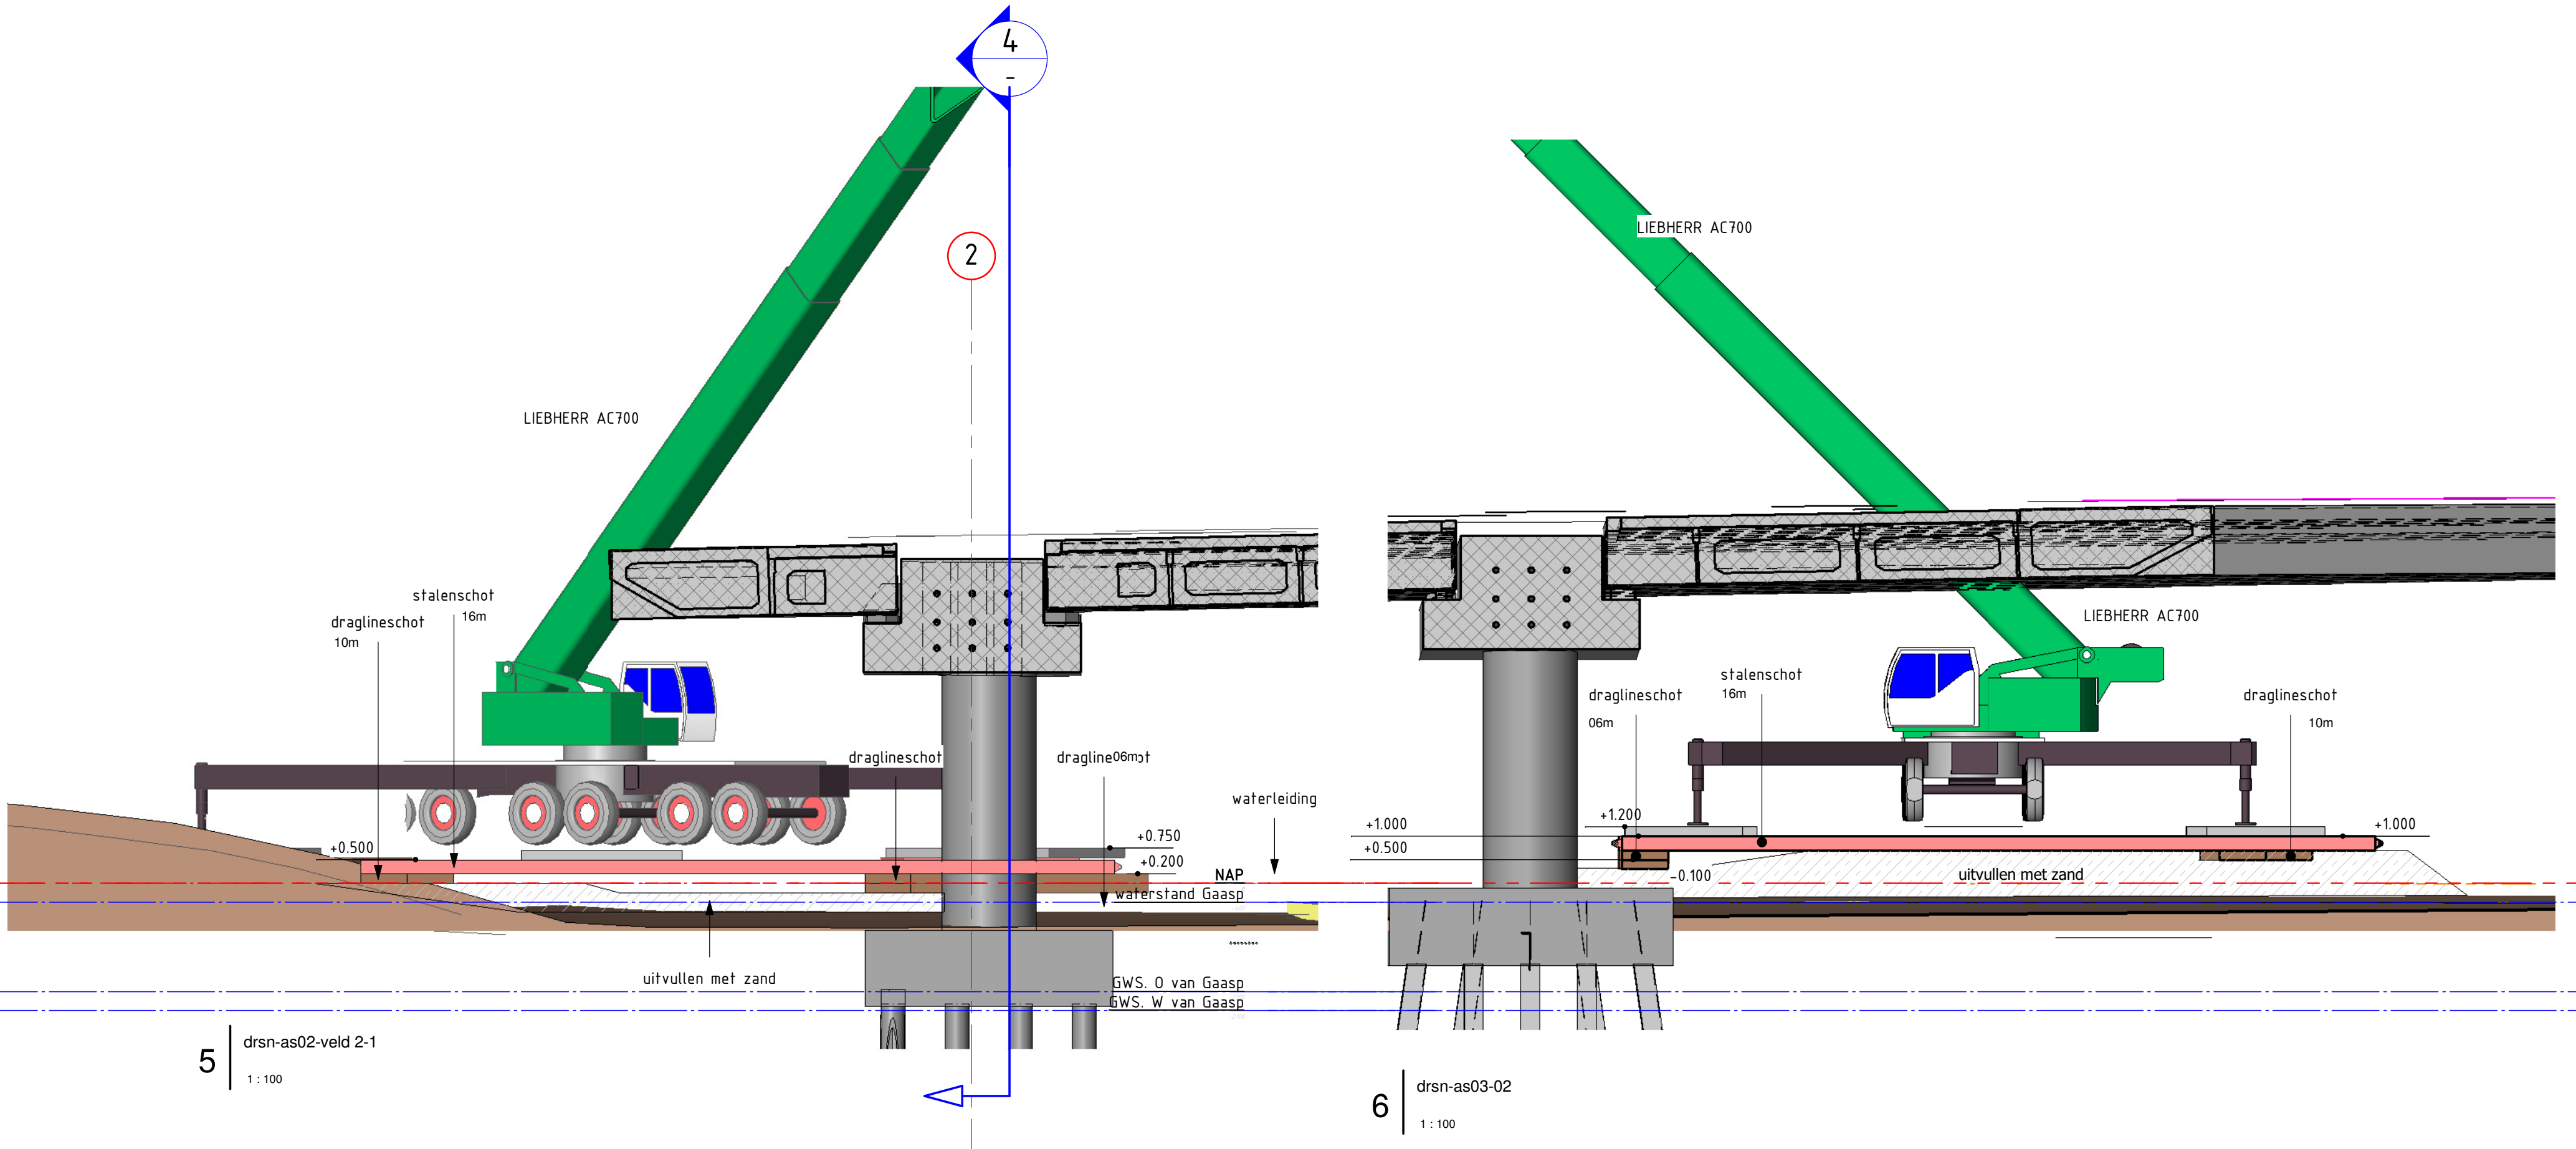 4
-
2
LIEBHERR AC700
stalenschot
16m
draglineschot
10m
draglineschot
dragline06m
waterleiding
+0.500
+0.750
+0.200
NAP
waterstand Gaasp
uitvullen met zand
GWS. O van Gaasp
GWS. W van Gaasp
5
drsn-as02-veld 2-1
1 : 100
LIEBHERR AC700
LIEBHERR AC700
stalenschot
16m
draglineschot
06m
draglineschot
10m
+1.200
+1.000
+0.500
+1.000
-0.100
uitvullen met zand
6
drsn-as03-02
1 : 100